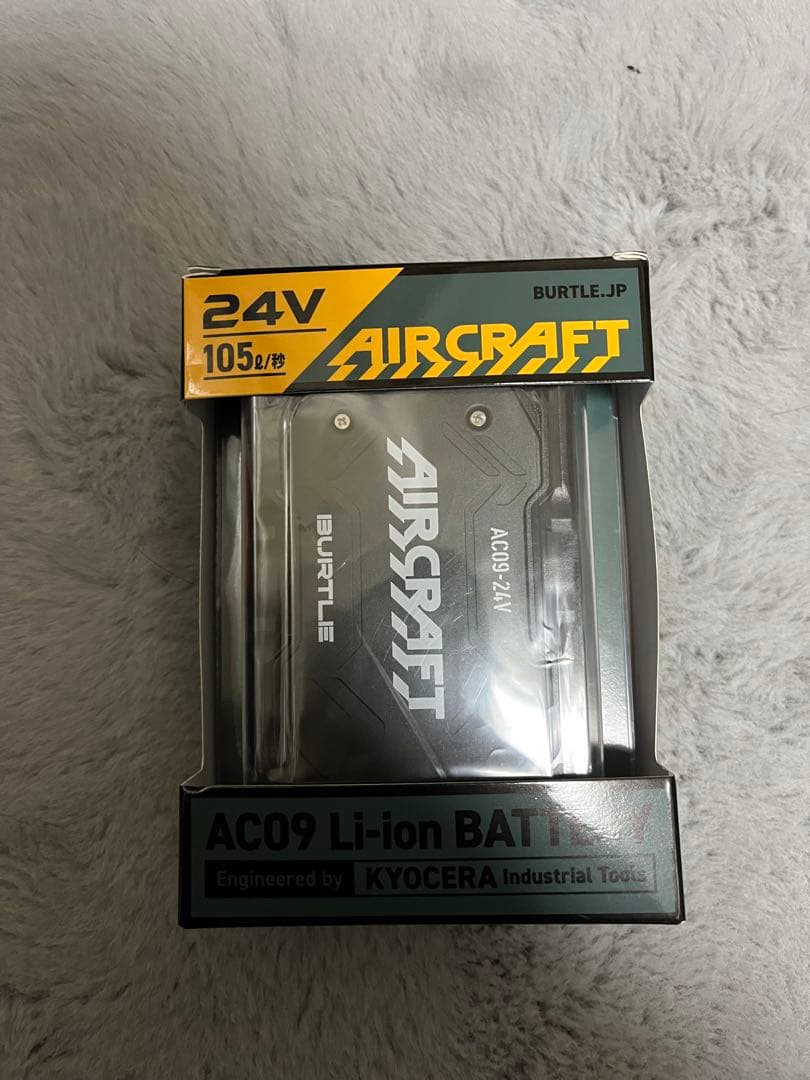 24V
105ℓ/秒
BURTLE.JP
AIRCRAFT
AIRCRAFT
BURTLE
AC09-24V
AC09 Li-ion BATTERY
Engineered by KYOCERA Industrial Tools